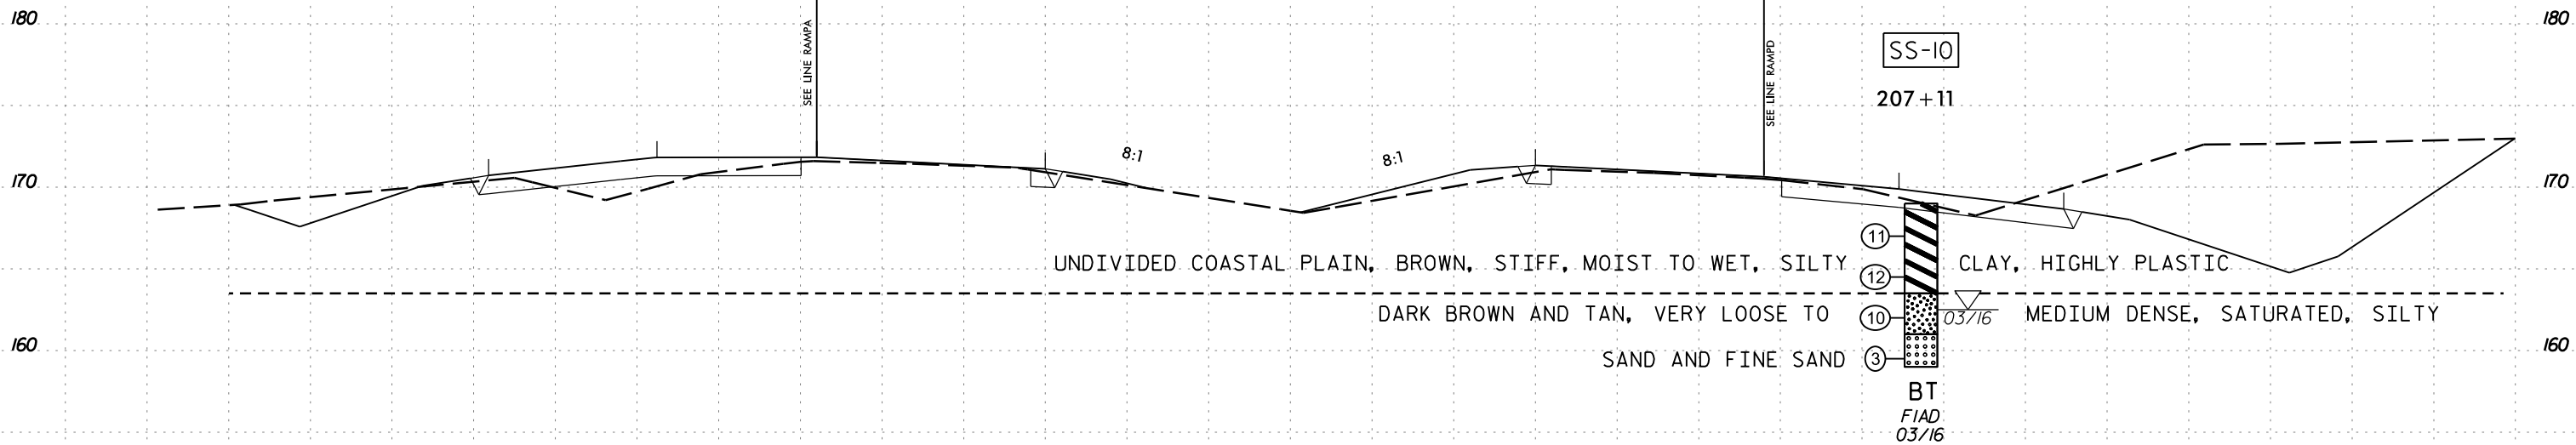 180 180
SEE LINE RAMPA
SEE LINE RAMPD
SS-10
207+11
8:1 8:1
170 170
11
UNDIVIDED COASTAL PLAIN, BROWN, STIFF, MOIST TO WET, SILTY CLAY, HIGHLY PLASTIC
12
DARK BROWN AND TAN, VERY LOOSE TO MEDIUM DENSE, SATURATED, SILTY
10
03/16
160 160
SAND AND FINE SAND
3
BT
FIAD
03/16